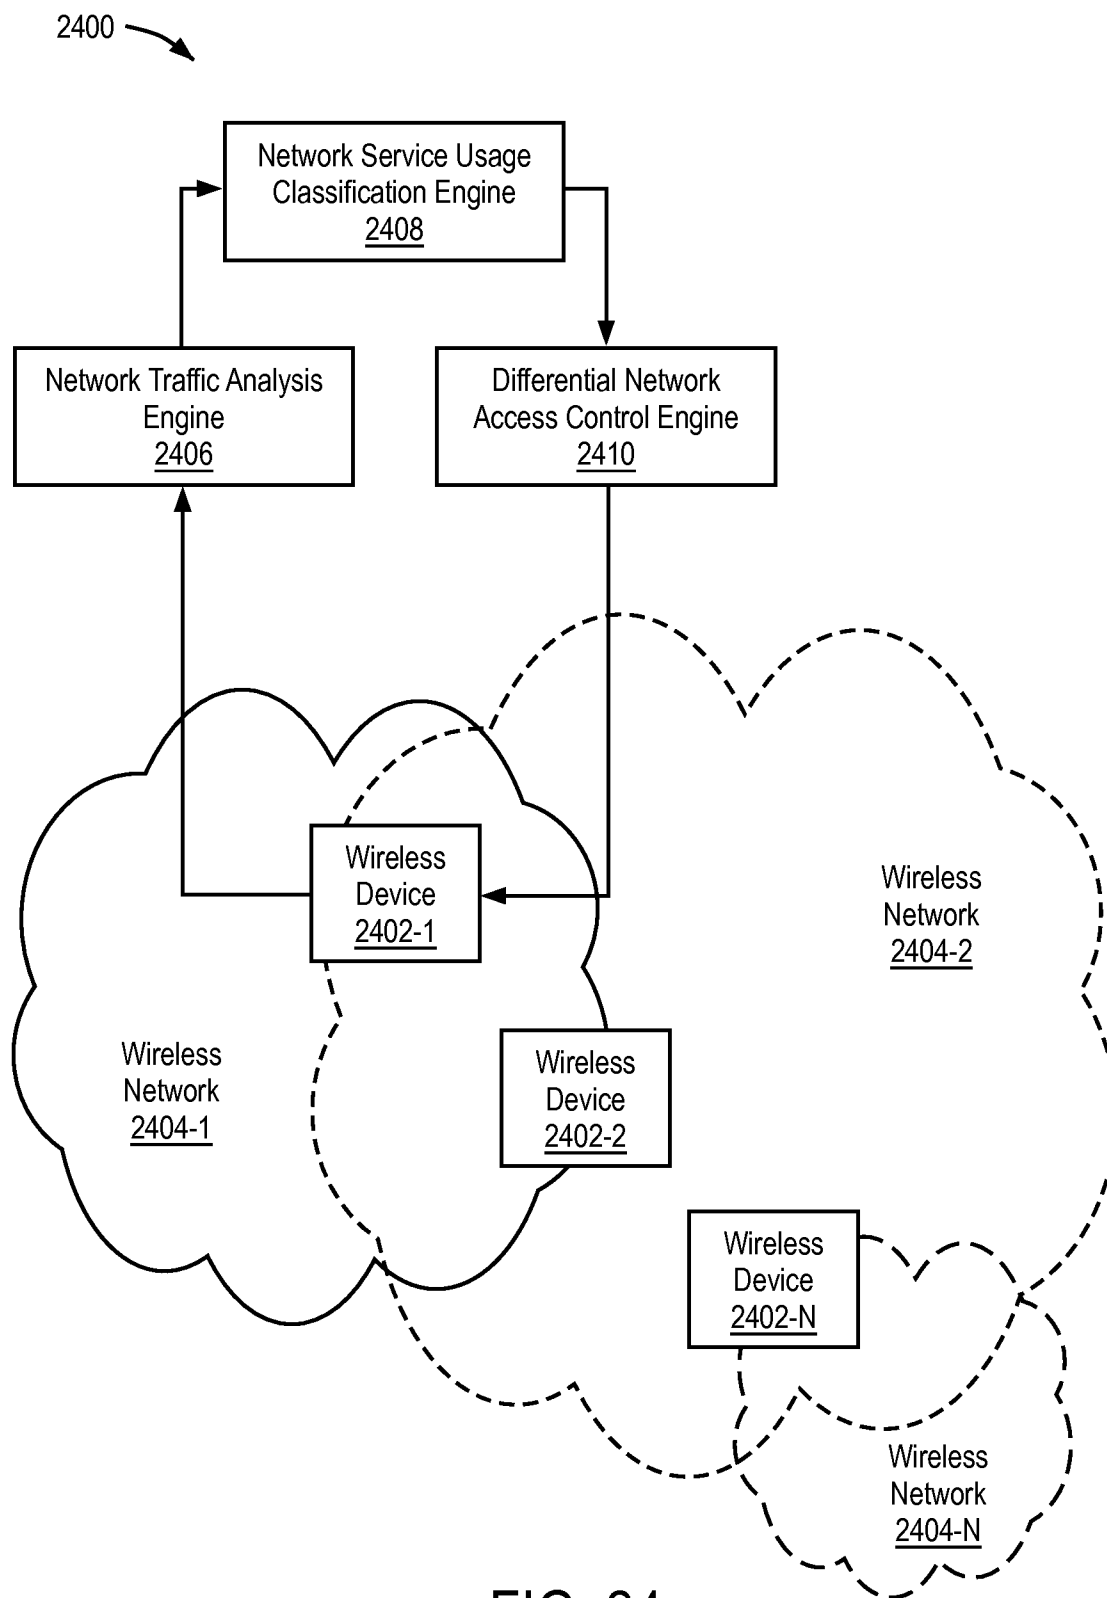 2400
Network Service Usage
Classification Engine
2408
Network Traffic Analysis
Engine
2406
Differential Network
Access Control Engine
2410
Wireless
Device
2402-1
Wireless
Network
2404-2
Wireless
Network
2404-1
Wireless
Device
2402-2
Wireless
Device
2402-N
Wireless
Network
2404-N